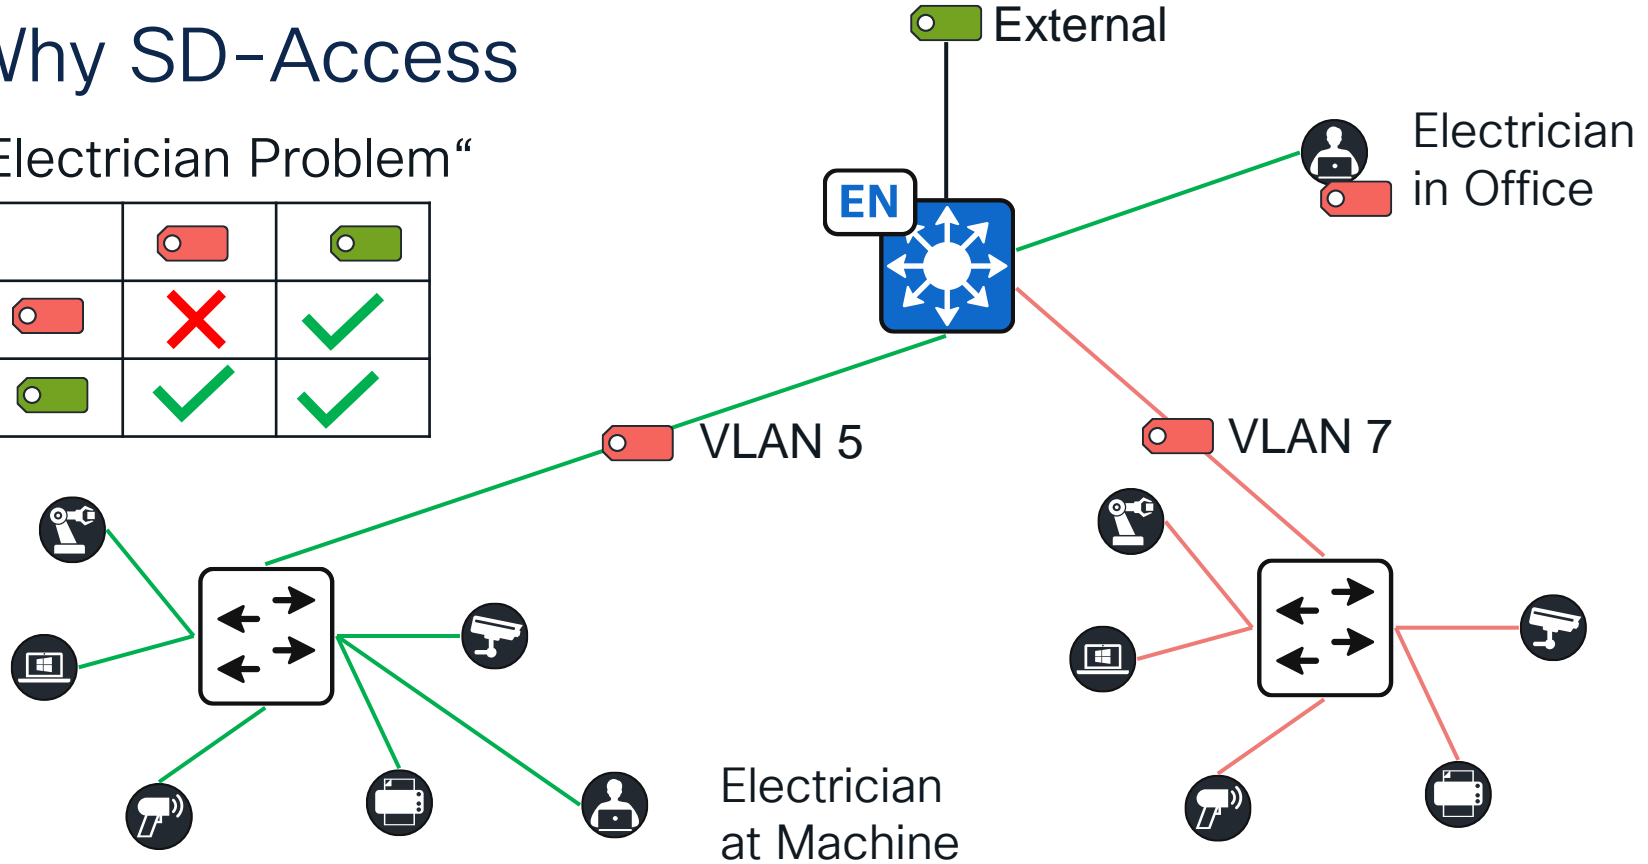 Why SD-Access
Electrician Problem“
External
EN
Electrician
in Office
VLAN 5
VLAN 7
Electrician
at Machine